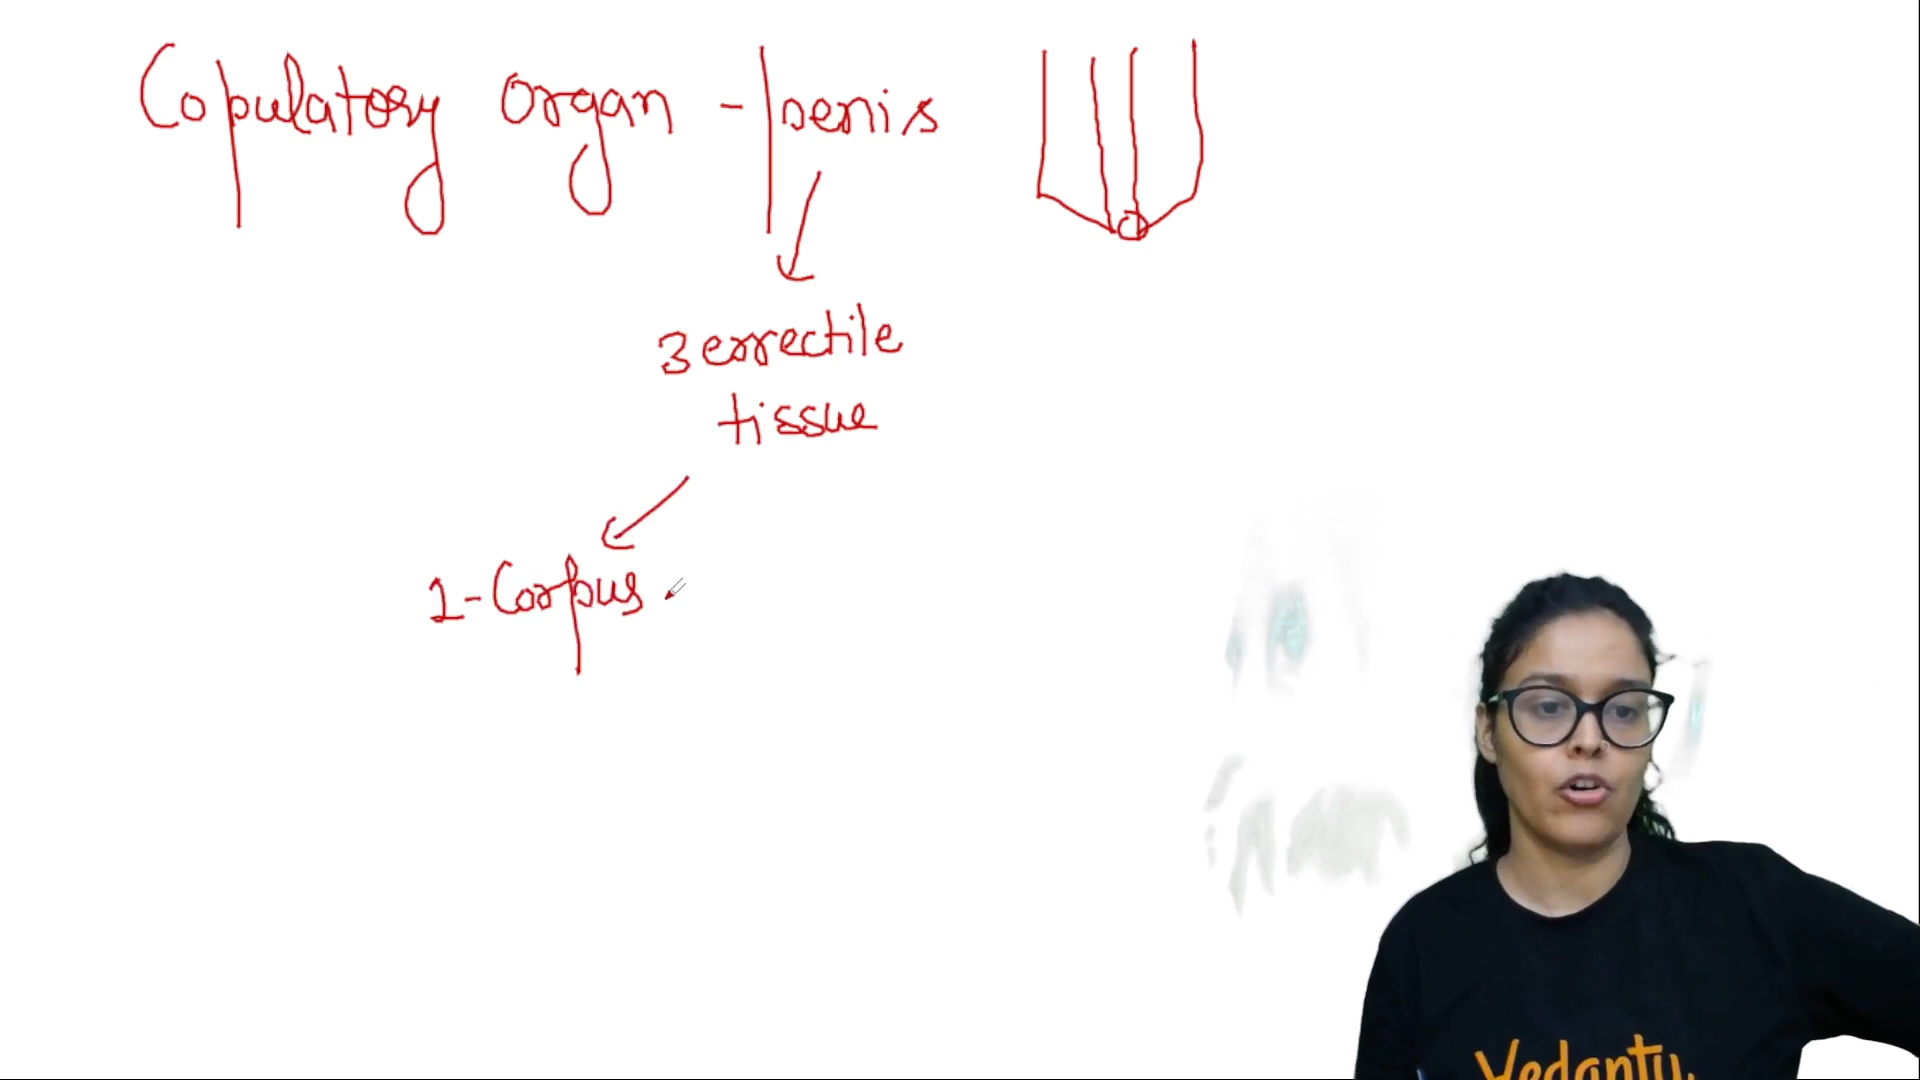 Copulatory organ - penis
3 errectile
tissue
1 - Corpus
Vedantu